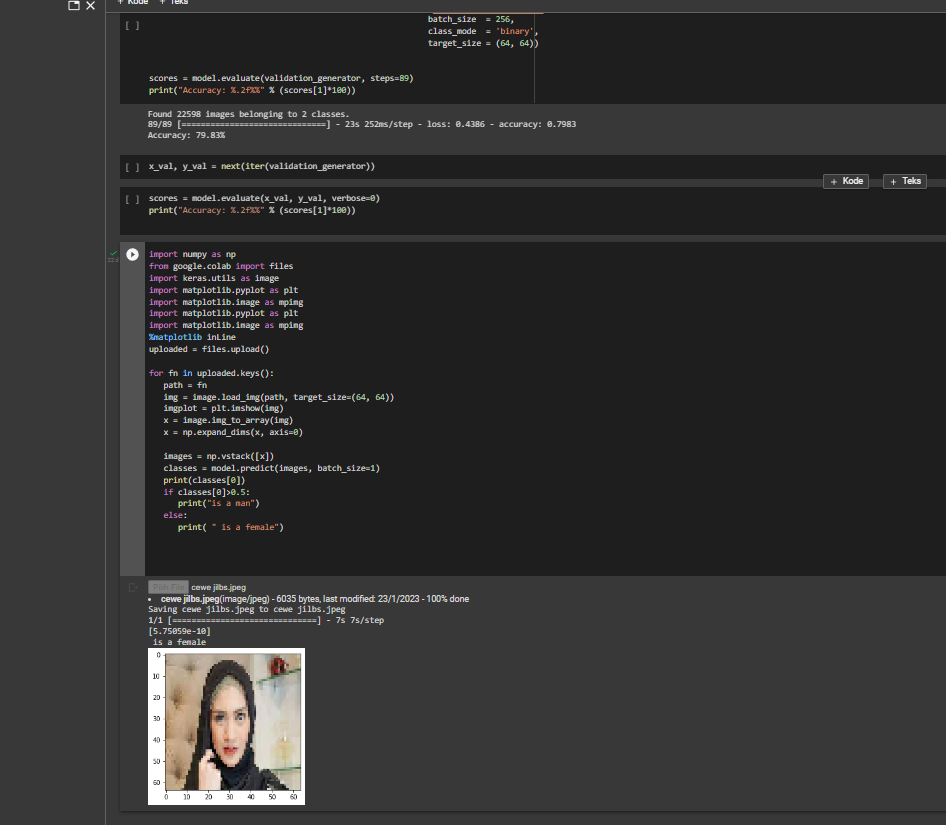 + Kode + Teks
[ ]
batch_size = 256,
class_mode = 'binary',
target_size = (64, 64))
scores = model.evaluate(validation_generator, steps=89)
print("Accuracy: %.2f%%" % (scores[1]*100))
Found 22598 images belonging to 2 classes.
89/89 [==============================] - 23s 252ms/step - loss: 0.4386 - accuracy: 0.7983
Accuracy: 79.83%
[ ] x_val, y_val = next(iter(validation_generator))
+ Kode + Teks
[ ] scores = model.evaluate(x_val, y_val, verbose=0)
print("Accuracy: %.2f%%" % (scores[1]*100))
import numpy as np
from google.colab import files
import keras.utils as image
import matplotlib.pyplot as plt
import matplotlib.image as mpimg
import matplotlib.pyplot as plt
import matplotlib.image as mpimg
%matplotlib inLine
uploaded = files.upload()
for fn in uploaded.keys():
path = fn
img = image.load_img(path, target_size=(64, 64))
imgplot = plt.imshow(img)
x = image.img_to_array(img)
x = np.expand_dims(x, axis=0)
images = np.vstack([x])
classes = model.predict(images, batch_size=1)
print(classes[0])
if classes[0]>0.5:
print("is a man")
else:
print( " is a female")
cewe jilbs.jpeg
• cewe jilbs.jpeg(image/jpeg) - 6035 bytes, last modified: 23/1/2023 - 100% done
Saving cewe jilbs.jpeg to cewe jilbs.jpeg
1/1 [==============================] - 7s 7s/step
[5.75059e-10]
is a female
0
10
20
30
40
50
60
0 10 20 30 40 50 60